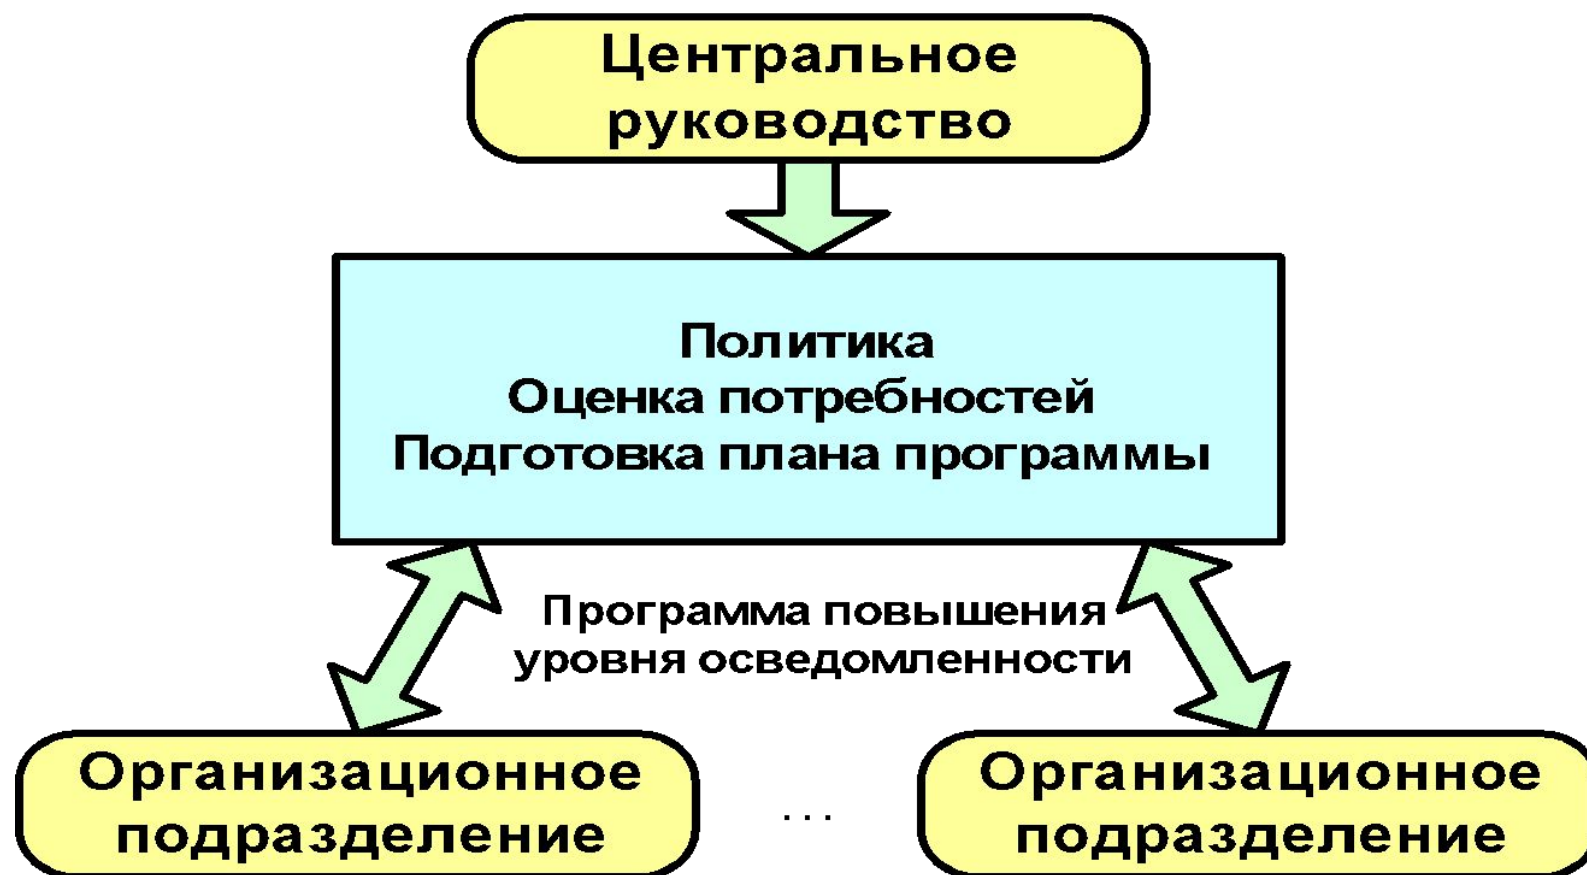 Центральное
руководство
Политика
Оценка потребностей
Подготовка плана программы
Программа повышения
уровня осведомленности
Организационное
подразделение
...
Организационное
подразделение